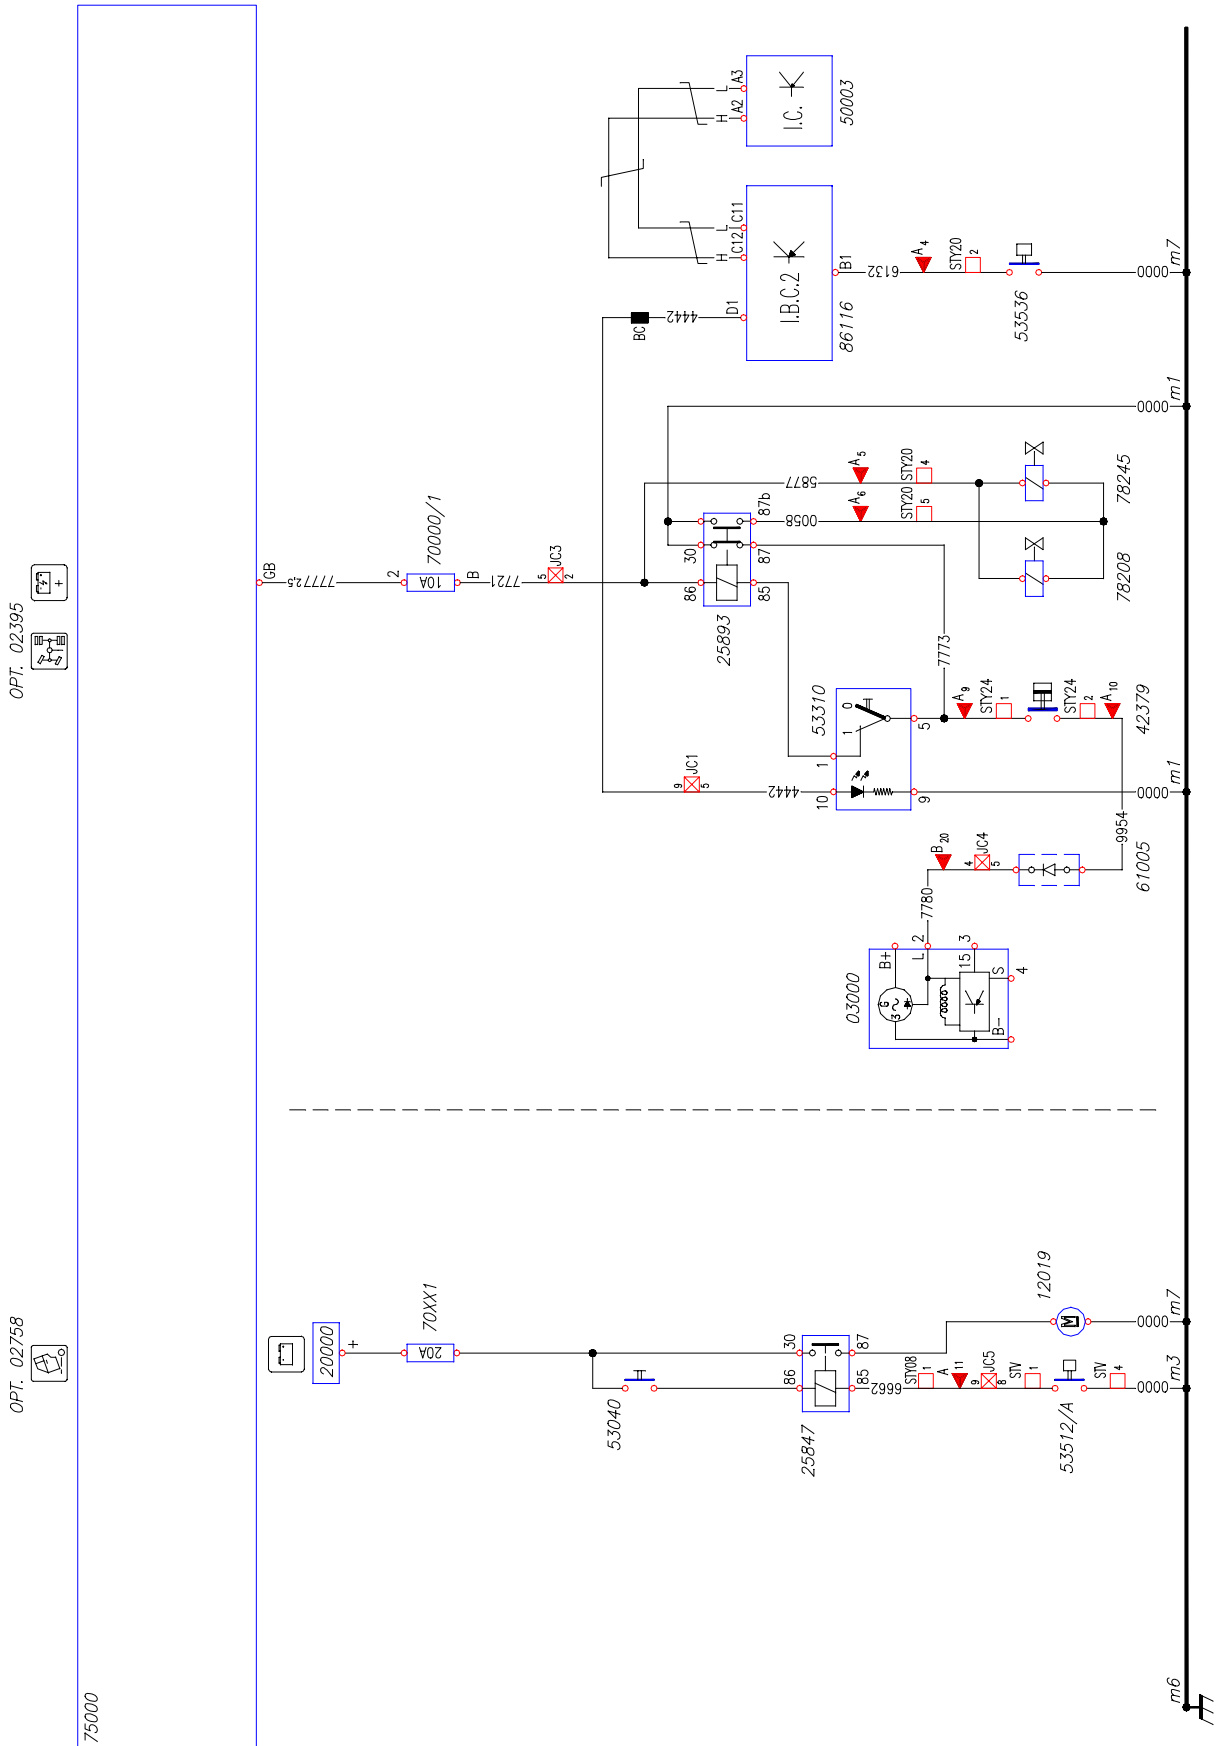 OPT. 02758
OPT. 02395
+
75000
20000
+
20A
70XX1
53040
86
30
85
87
25847
6662
STY08
1
A
11
9
JC5
8
STV
1
53512/A
STV
4
0000
m3
M
12019
0000
m7
m6
GB
77772,5
2
10A
70000/1
B
7721
5
JC3
2
9
JC1
5
4442
10
1
53310
1
0
9
5
0000
m1
86
30
85
87
87b
25893
7773
A
9
STY24
1
STY24
2
A
10
42379
9954
61005
B
20
4
JC4
5
7780
03000
B+
L
2
15
3
G
3
B-
S
4
5877
A
5
STY20
4
0058
A
6
STY20
5
78208
78245
0000
m1
BC
4442
D1
H
L
C12
C11
I.B.C.2
86116
B1
6132
A
4
STY20
2
53536
0000
m7
H
L
A2
A3
I.C.
50003